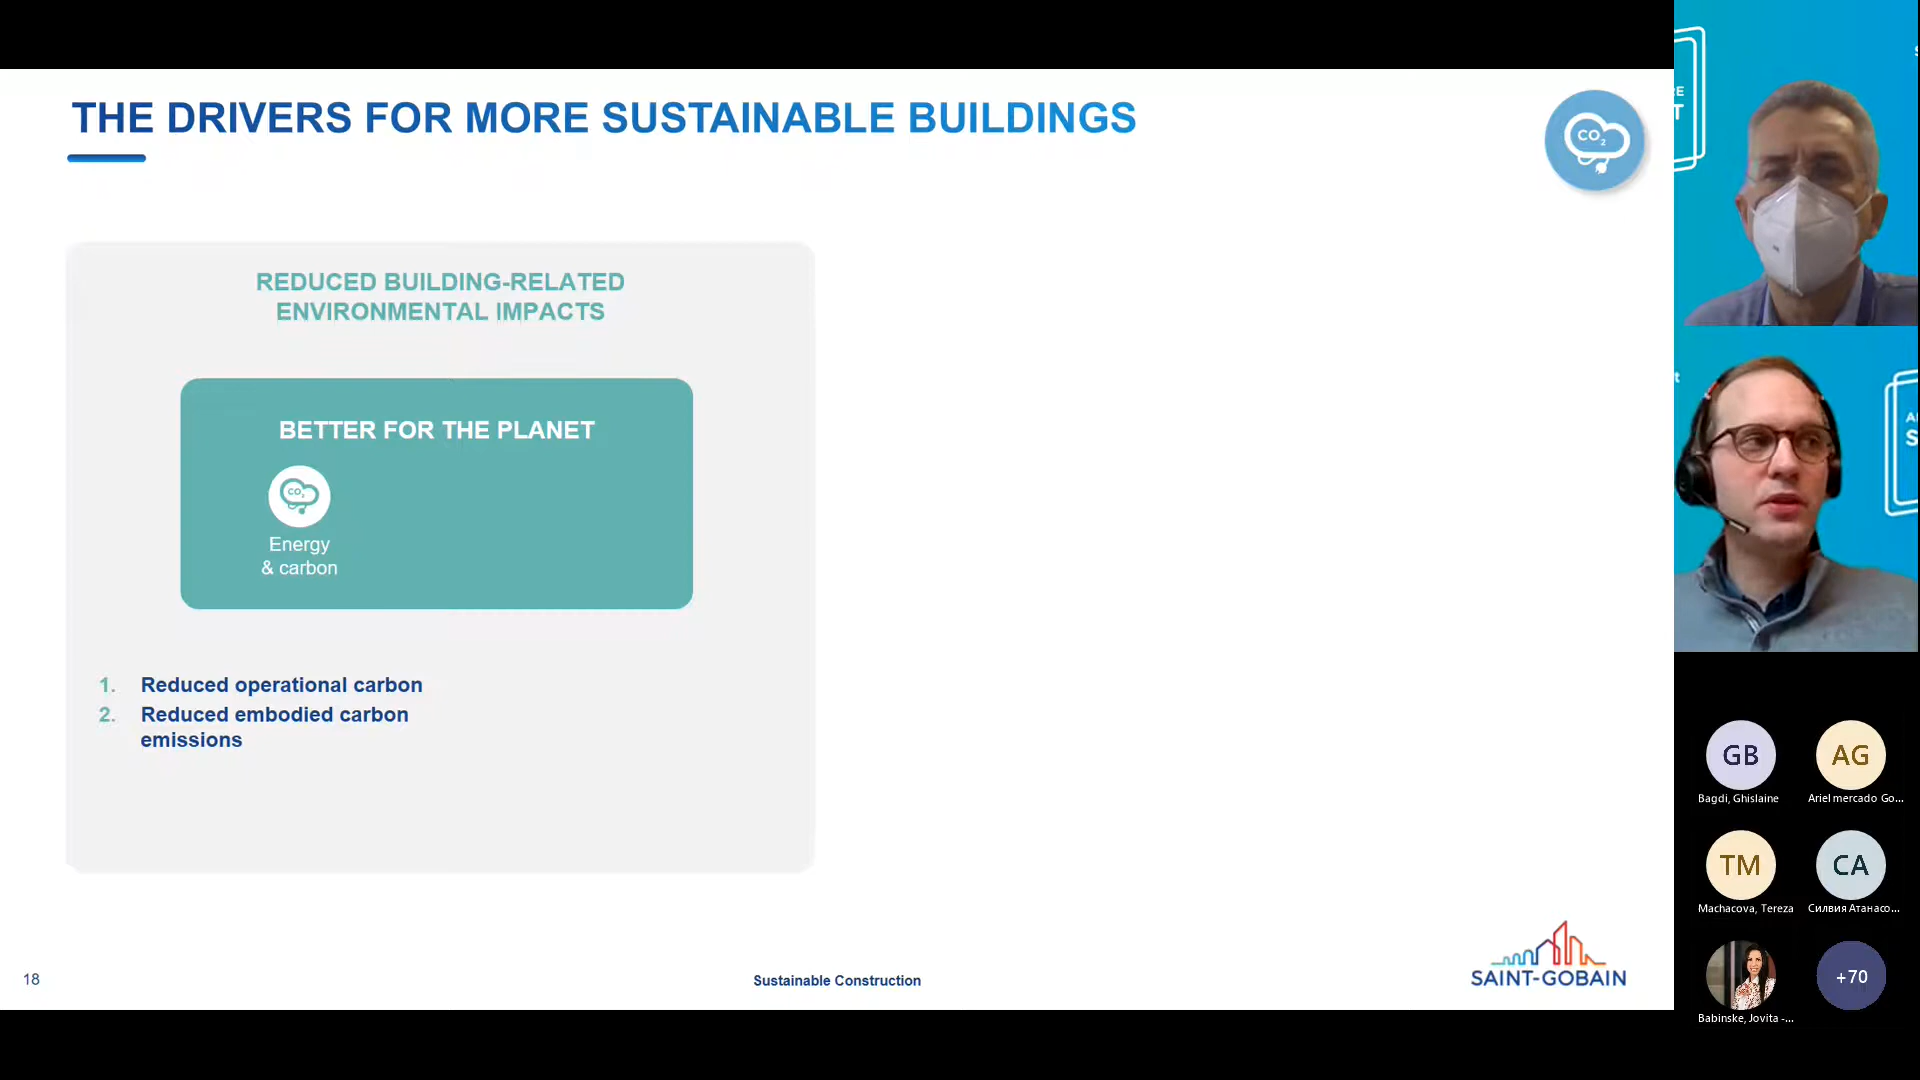 THE DRIVERS FOR MORE SUSTAINABLE BUILDINGS
CO2
REDUCED BUILDING-RELATED
ENVIRONMENTAL IMPACTS
BETTER FOR THE PLANET
CO2
Energy
& carbon
1. Reduced operational carbon
2. Reduced embodied carbon
emissions
18
Sustainable Construction
SAINT-GOBAIN
GB
Bagdi, Ghislaine
AG
Ariel mercado Go...
TM
Machacova, Tereza
CA
Силвия Атанасо...
Babinske, Jovita -...
+70